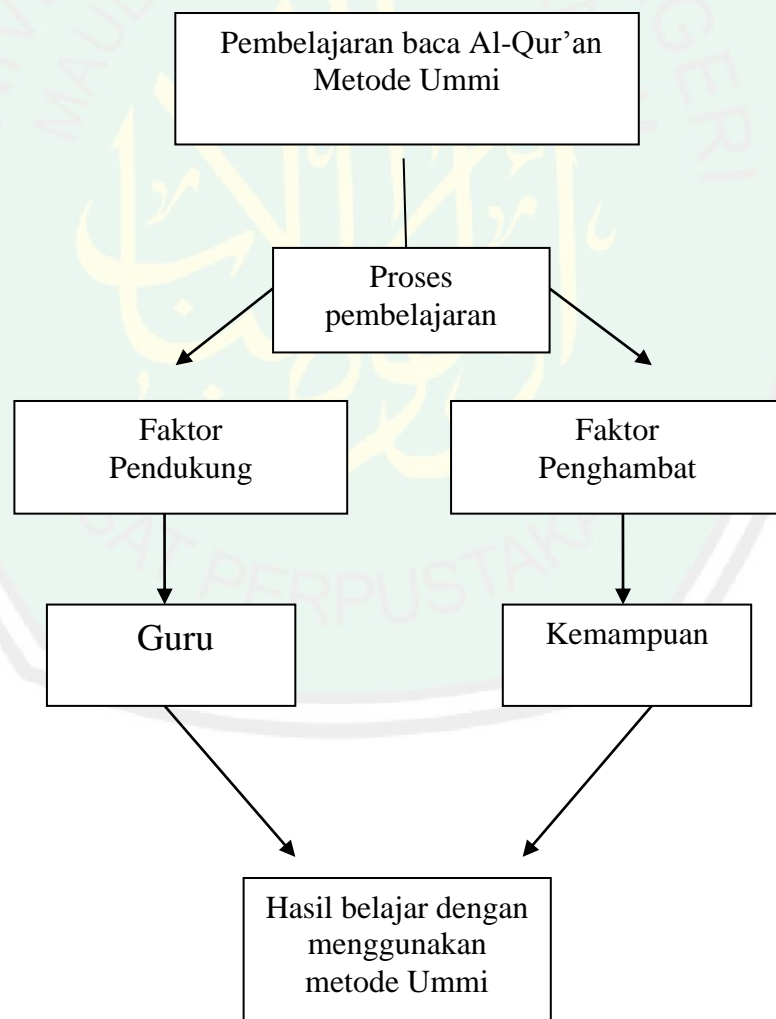 Pembelajaran baca Al-Qur’an
Metode Ummi
Proses
pembelajaran
Faktor
Pendukung
Faktor
Penghambat
Guru
Kemampuan
Hasil belajar dengan
menggunakan
metode Ummi